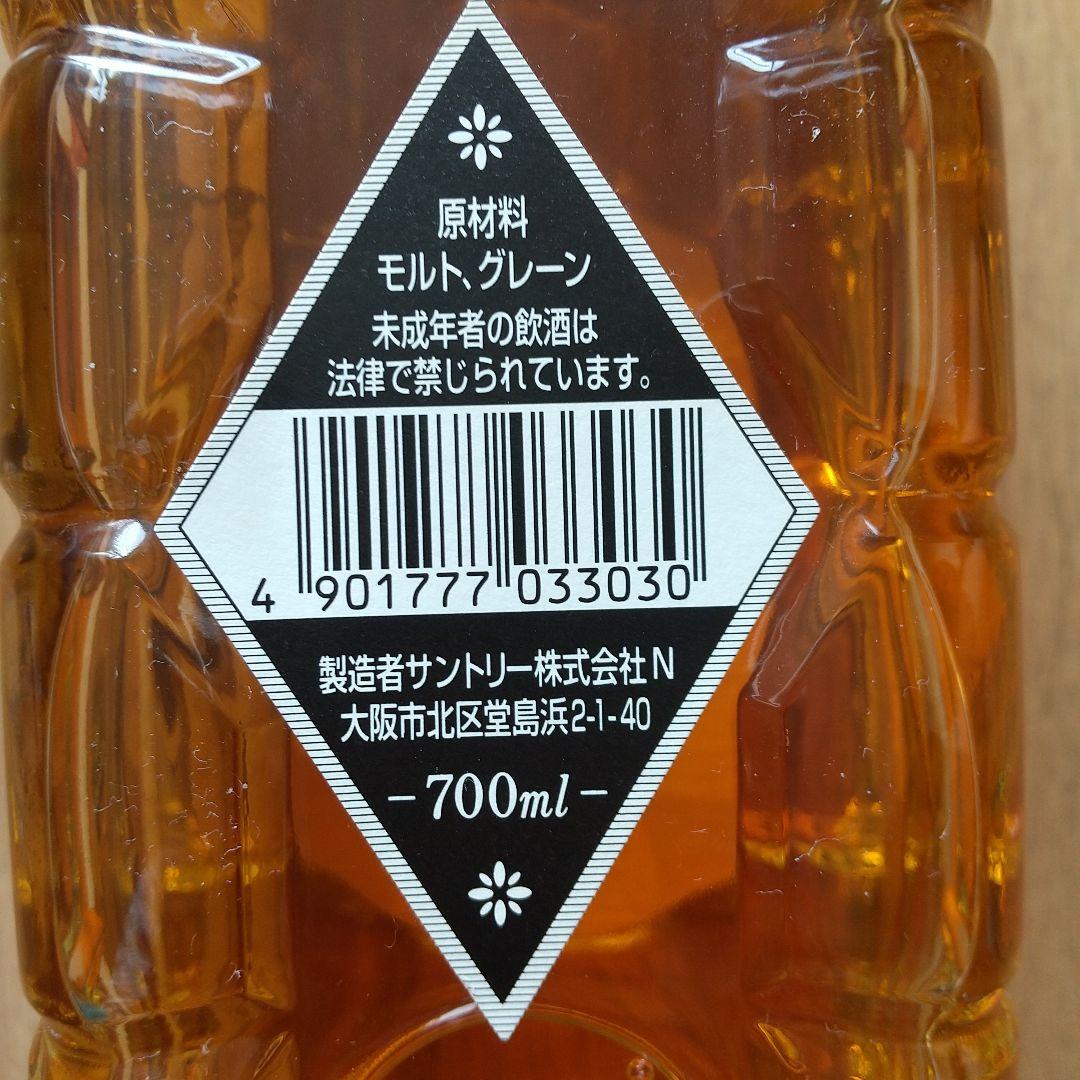 原材料
モルト、グレーン
未成年者の飲酒は
法律で禁じられています。
4 901777 033030
製造者サントリー株式会社N
大阪市北区堂島浜2-1-40
-700ml-